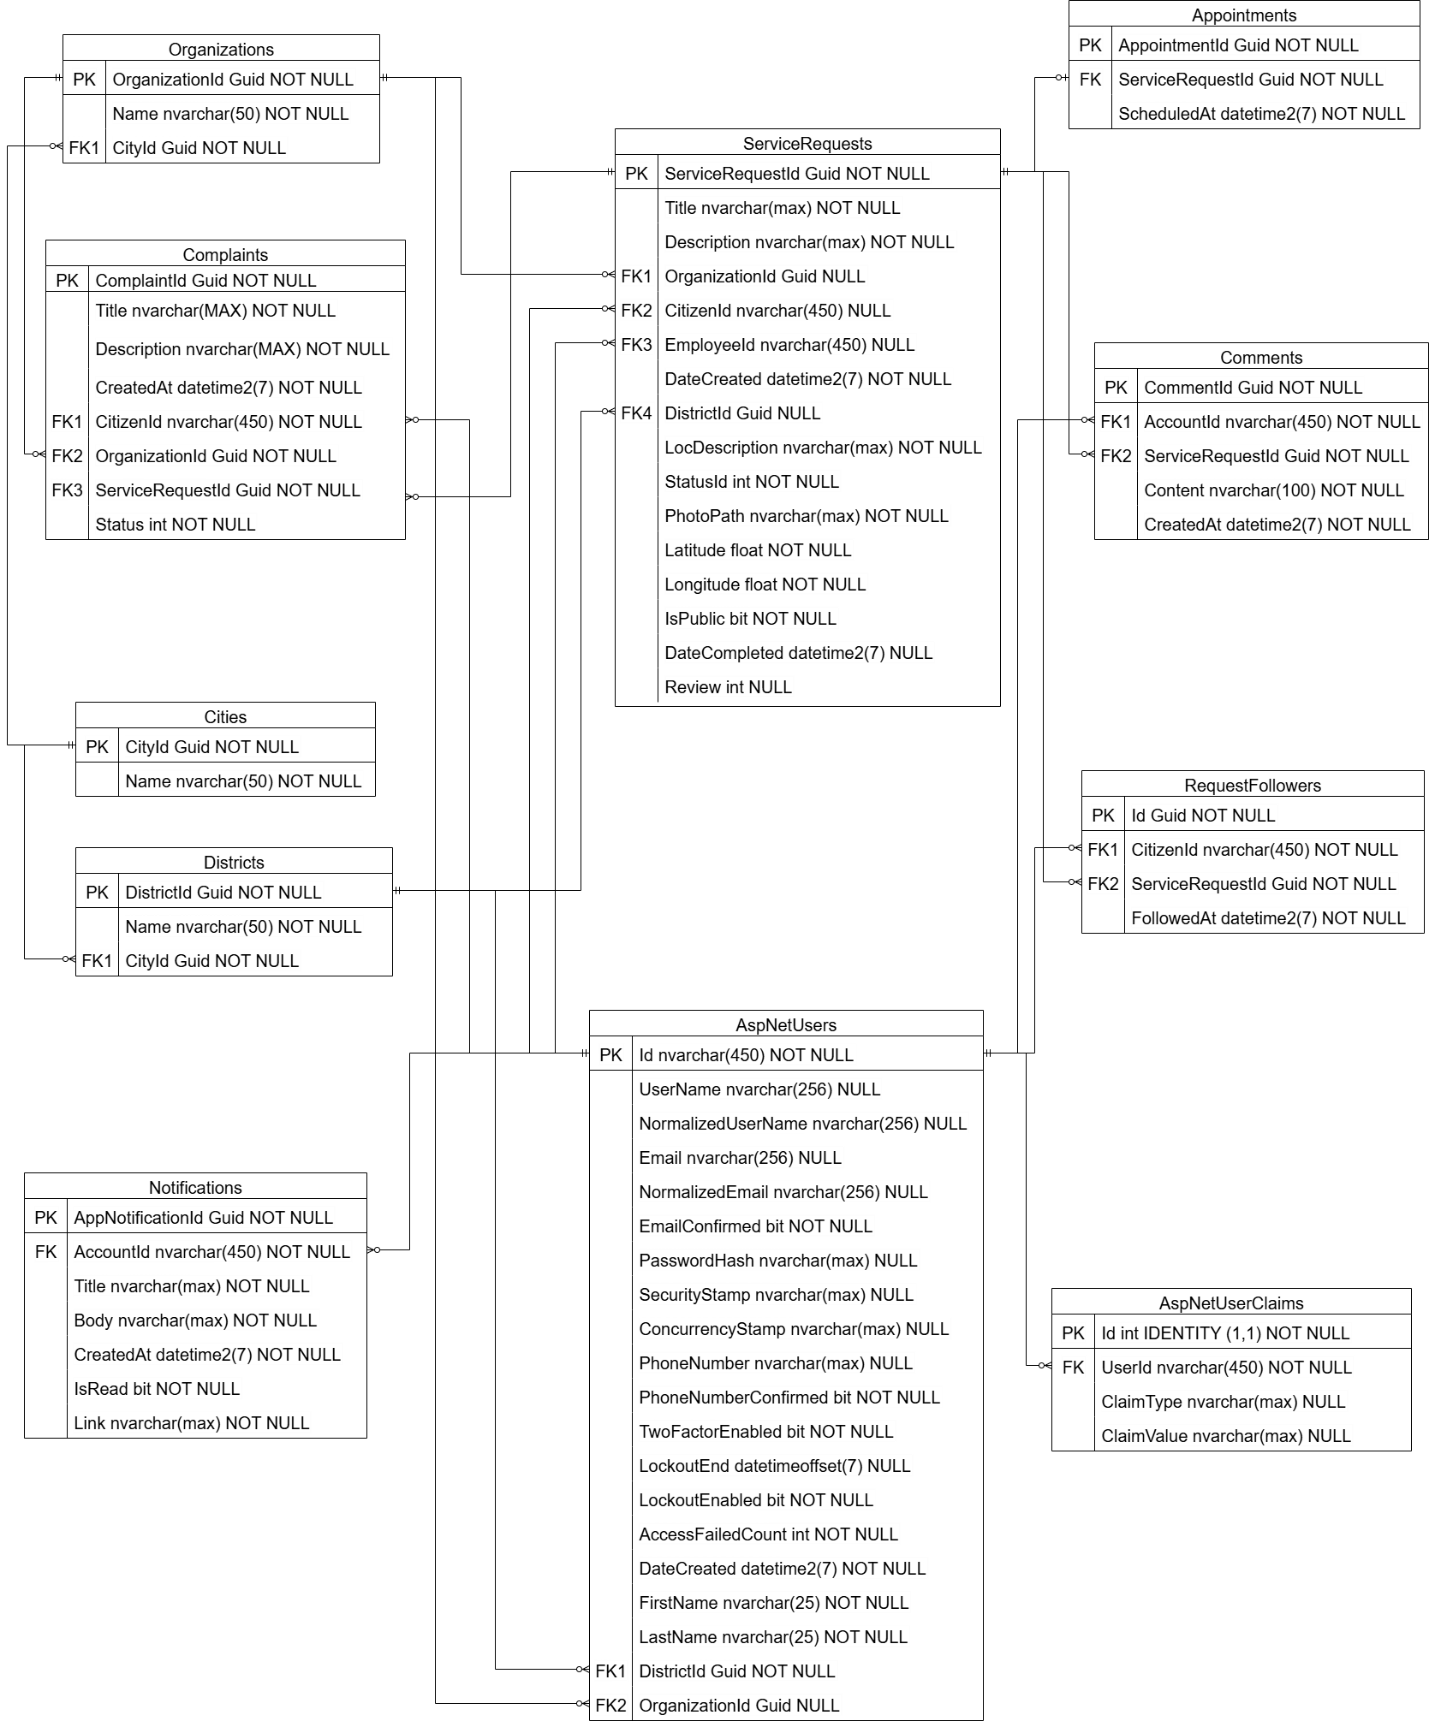 Organizations
PK OrganizationId Guid NOT NULL
Name nvarchar(50) NOT NULL
FK1 CityId Guid NOT NULL
Complaints
PK ComplaintId Guid NOT NULL
Title nvarchar(MAX) NOT NULL
Description nvarchar(MAX) NOT NULL
CreatedAt datetime2(7) NOT NULL
FK1 CitizenId nvarchar(450) NOT NULL
FK2 OrganizationId Guid NOT NULL
FK3 ServiceRequestId Guid NOT NULL
Status int NOT NULL
Cities
PK CityId Guid NOT NULL
Name nvarchar(50) NOT NULL
Districts
PK DistrictId Guid NOT NULL
Name nvarchar(50) NOT NULL
FK1 CityId Guid NOT NULL
Notifications
PK AppNotificationId Guid NOT NULL
FK AccountId nvarchar(450) NOT NULL
Title nvarchar(max) NOT NULL
Body nvarchar(max) NOT NULL
CreatedAt datetime2(7) NOT NULL
IsRead bit NOT NULL
Link nvarchar(max) NOT NULL
ServiceRequests
PK ServiceRequestId Guid NOT NULL
Title nvarchar(max) NOT NULL
Description nvarchar(max) NOT NULL
FK1 OrganizationId Guid NULL
FK2 CitizenId nvarchar(450) NULL
FK3 EmployeeId nvarchar(450) NULL
DateCreated datetime2(7) NOT NULL
FK4 DistrictId Guid NULL
LocDescription nvarchar(max) NOT NULL
StatusId int NOT NULL
PhotoPath nvarchar(max) NOT NULL
Latitude float NOT NULL
Longitude float NOT NULL
IsPublic bit NOT NULL
DateCompleted datetime2(7) NULL
Review int NULL
AspNetUsers
PK Id nvarchar(450) NOT NULL
UserName nvarchar(256) NULL
NormalizedUserName nvarchar(256) NULL
Email nvarchar(256) NULL
NormalizedEmail nvarchar(256) NULL
EmailConfirmed bit NOT NULL
PasswordHash nvarchar(max) NULL
SecurityStamp nvarchar(max) NULL
ConcurrencyStamp nvarchar(max) NULL
PhoneNumber nvarchar(max) NULL
PhoneNumberConfirmed bit NOT NULL
TwoFactorEnabled bit NOT NULL
LockoutEnd datetimeoffset(7) NULL
LockoutEnabled bit NOT NULL
AccessFailedCount int NOT NULL
DateCreated datetime2(7) NOT NULL
FirstName nvarchar(25) NOT NULL
LastName nvarchar(25) NOT NULL
FK1 DistrictId Guid NOT NULL
FK2 OrganizationId Guid NULL
Appointments
PK AppointmentId Guid NOT NULL
FK ServiceRequestId Guid NOT NULL
ScheduledAt datetime2(7) NOT NULL
Comments
PK CommentId Guid NOT NULL
FK1 AccountId nvarchar(450) NOT NULL
FK2 ServiceRequestId Guid NOT NULL
Content nvarchar(100) NOT NULL
CreatedAt datetime2(7) NOT NULL
RequestFollowers
PK Id Guid NOT NULL
FK1 CitizenId nvarchar(450) NOT NULL
FK2 ServiceRequestId Guid NOT NULL
FollowedAt datetime2(7) NOT NULL
AspNetUserClaims
PK Id int IDENTITY (1,1) NOT NULL
FK UserId nvarchar(450) NOT NULL
ClaimType nvarchar(max) NULL
ClaimValue nvarchar(max) NULL